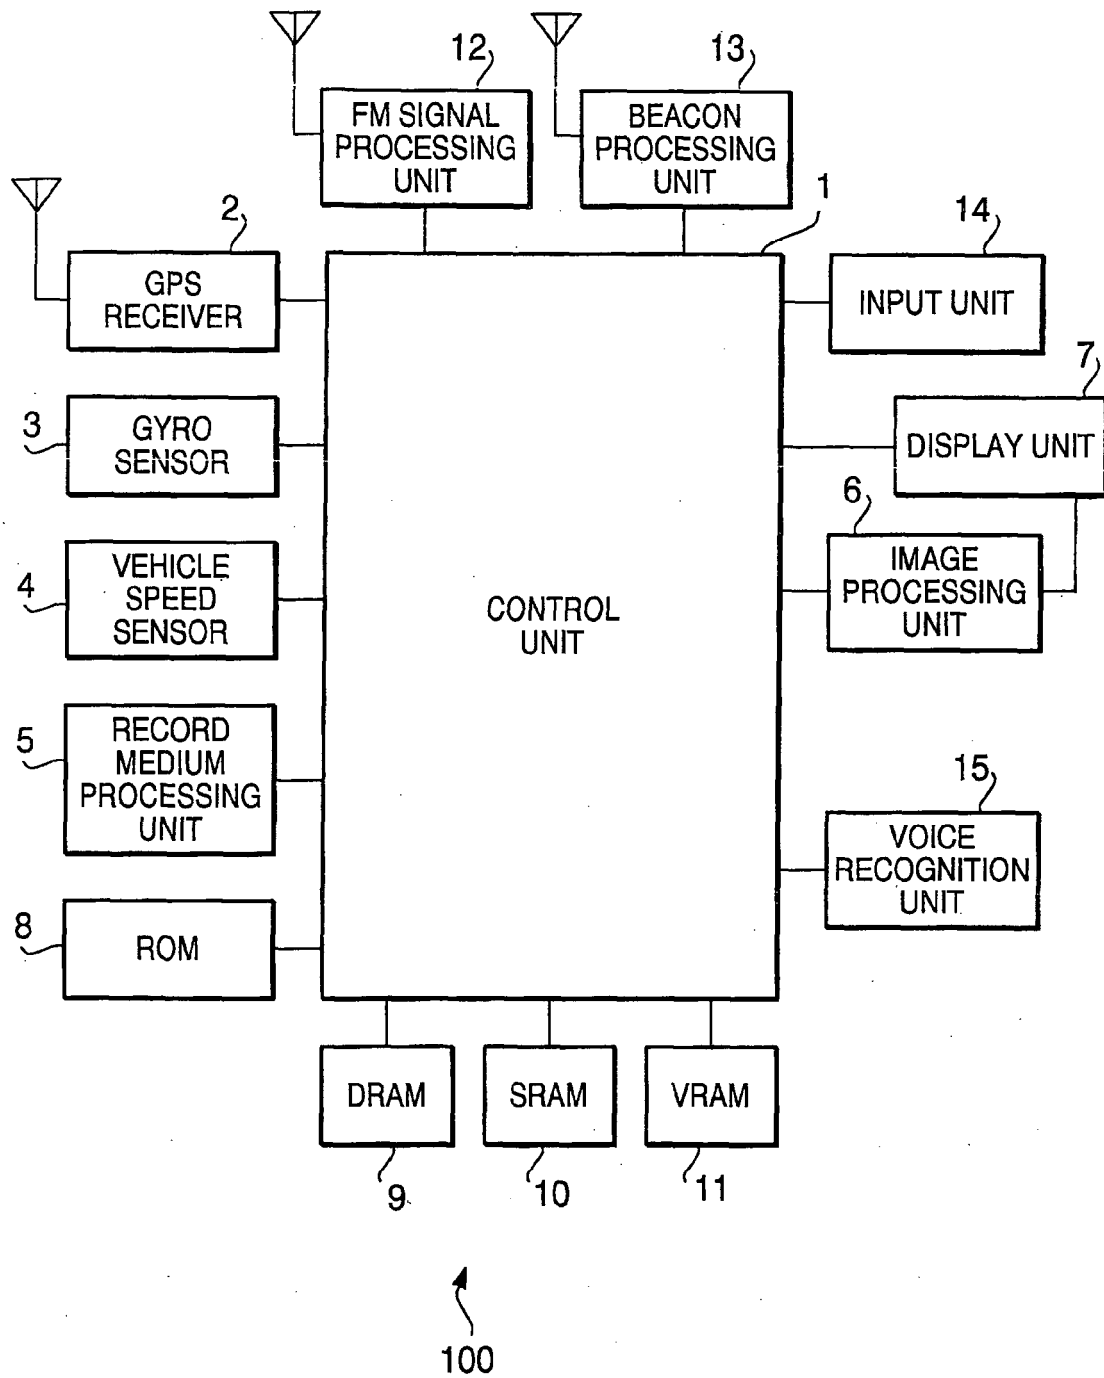 12
FM SIGNAL
PROCESSING
UNIT
13
BEACON
PROCESSING
UNIT
1
2
GPS
RECEIVER
14
INPUT UNIT
3
GYRO
SENSOR
7
DISPLAY UNIT
4
VEHICLE
SPEED
SENSOR
6
IMAGE
PROCESSING
UNIT
CONTROL
UNIT
5
RECORD
MEDIUM
PROCESSING
UNIT
15
VOICE
RECOGNITION
UNIT
8
ROM
DRAM
SRAM
VRAM
9
10
11
100